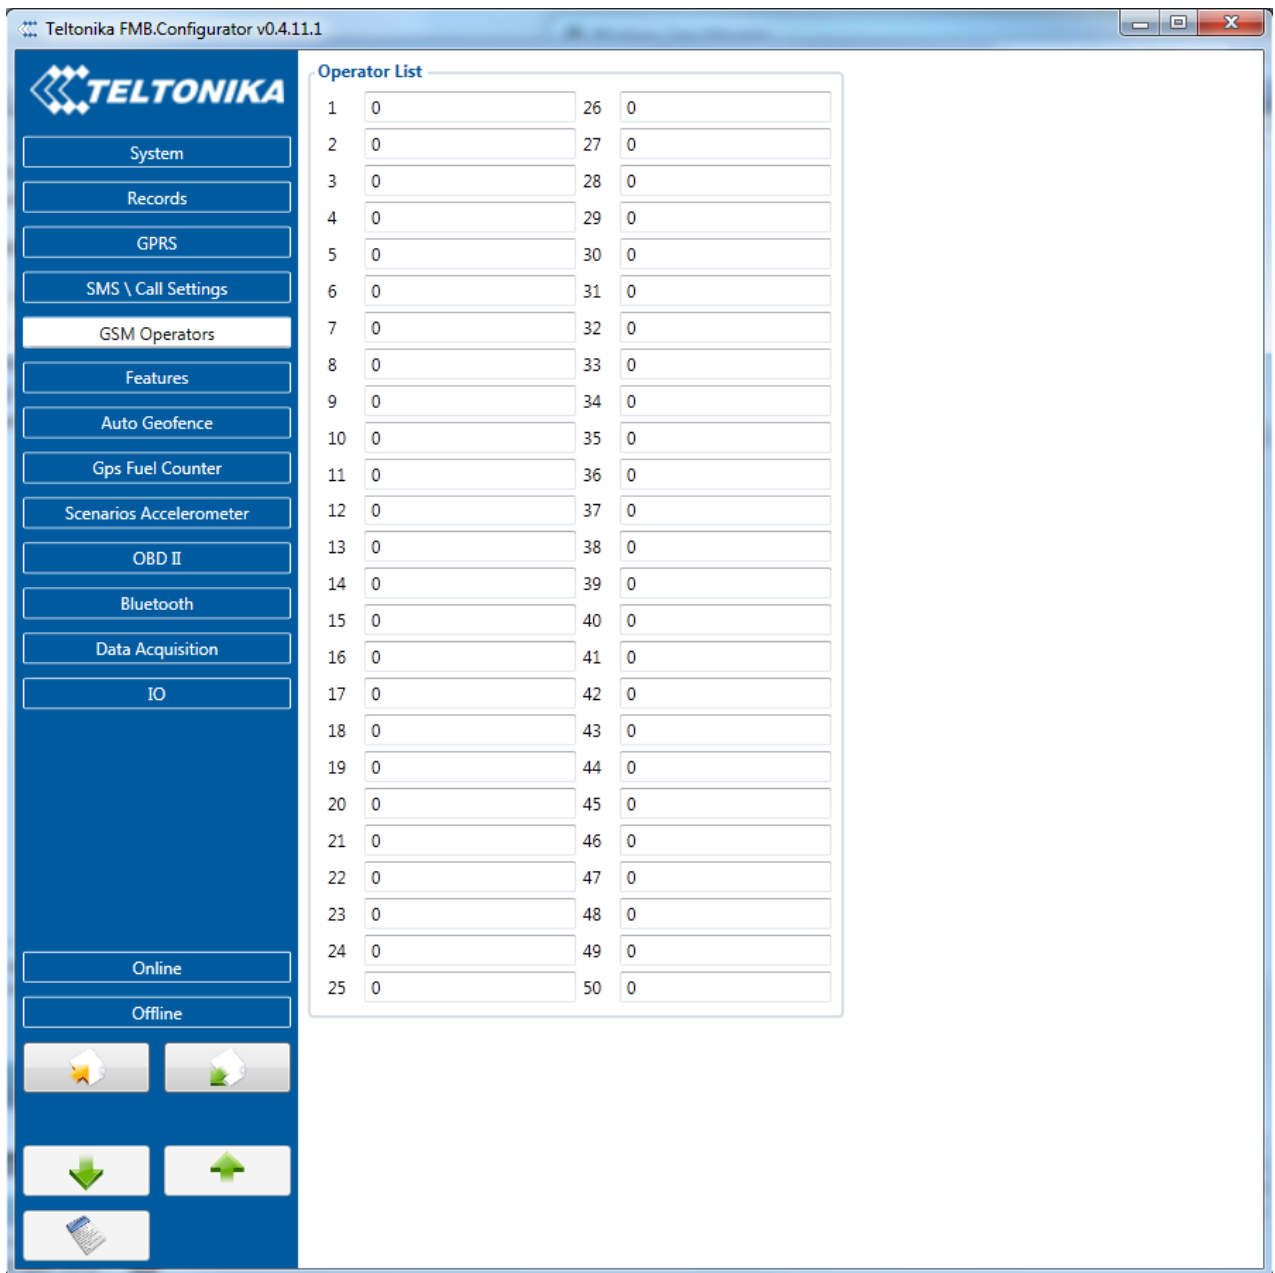 Teltonika FMB.Configurator v0.4.11.1
TELTONIKA
System
Records
GPRS
SMS \ Call Settings
GSM Operators
Features
Auto Geofence
Gps Fuel Counter
Scenarios Accelerometer
OBD II
Bluetooth
Data Acquisition
IO
Online
Offline
Operator List
1 0 26 0
2 0 27 0
3 0 28 0
4 0 29 0
5 0 30 0
6 0 31 0
7 0 32 0
8 0 33 0
9 0 34 0
10 0 35 0
11 0 36 0
12 0 37 0
13 0 38 0
14 0 39 0
15 0 40 0
16 0 41 0
17 0 42 0
18 0 43 0
19 0 44 0
20 0 45 0
21 0 46 0
22 0 47 0
23 0 48 0
24 0 49 0
25 0 50 0